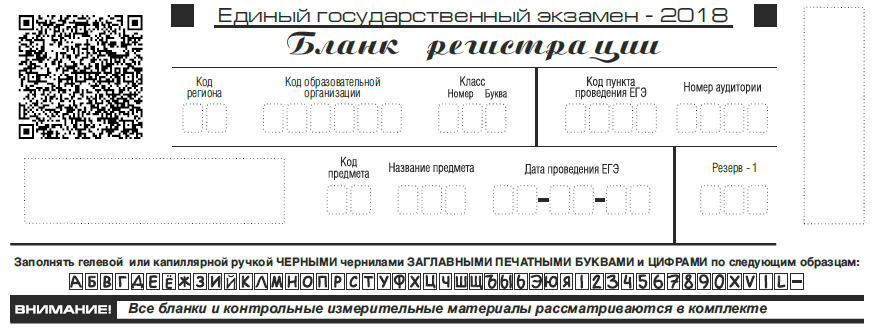 Единый государственный экзамен - 2018
Бланк регистрации
Код региона
Код образовательной организации
Класс
Номер Буква
Код пункта проведения ЕГЭ
Номер аудитории
Код предмета
Название предмета
Дата проведения ЕГЭ
Резерв - 1
Заполнять гелевой или капиллярной ручкой ЧЕРНЫМИ чернилами ЗАГЛАВНЫМИ ПЕЧАТНЫМИ БУКВАМИ и ЦИФРАМИ по следующим образцам:
АБВГДЕЁЖЗИЙКЛМНОПРСТУФХЦЧШЩЪЫЬЭЮЯ1234567890XVIL-
ВНИМАНИЕ! Все бланки и контрольные измерительные материалы рассматриваются в комплекте